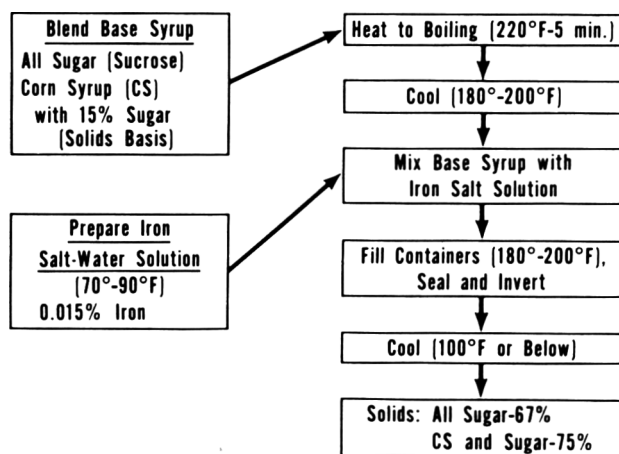 Blend Base Syrup
All Sugar (Sucrose)
Corn Syrup (CS)
with 15% Sugar
(Solids Basis)
Heat to Boiling (220°F-5 min.)
Cool (180°-200°F)
Mix Base Syrup with
Iron Salt Solution
Prepare Iron
Salt-Water Solution
(70°-90°F)
0.015% Iron
Fill Containers (180°-200°F),
Seal and Invert
Cool (100°F or Below)
Solids: All Sugar-67%
CS and Sugar-75%